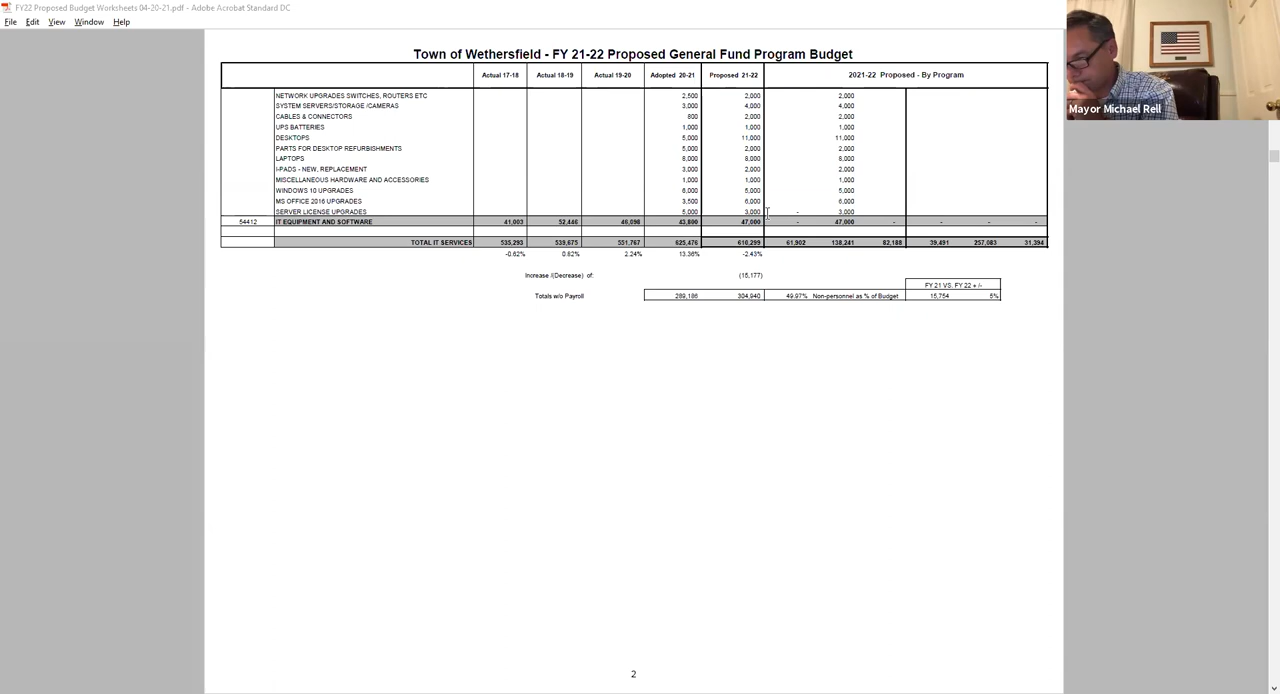 FY22 Proposed Budget Worksheets 04-20-21.pdf - Adobe Acrobat Standard DC
File Edit View Window Help
Town of Wethersfield - FY 21-22 Proposed General Fund Program Budget
Actual 17-18 Actual 18-19 Actual 19-20 Adopted 20-21 Proposed 21-22 2021-22 Proposed - By Program
NETWORK UPGRADES SWITCHES, ROUTERS ETC 2,500 2,000 2,000
SYSTEM SERVERS/STORAGE /CAMERAS 3,000 4,000 4,000
CABLES & CONNECTORS 800 2,000 2,000
UPS BATTERIES 1,000 1,000 1,000
DESKTOPS 5,000 11,000 11,000
PARTS FOR DESKTOP REFURBISHMENTS 5,000 2,000 2,000
LAPTOPS 8,000 8,000 8,000
I-PADS - NEW, REPLACEMENT 3,000 2,000 2,000
MISCELLANEOUS HARDWARE AND ACCESSORIES 1,000 1,000 1,000
WINDOWS 10 UPGRADES 6,000 5,000 5,000
MS OFFICE 2016 UPGRADES 3,500 6,000 6,000
SERVER LICENSE UPGRADES 5,000 3,000 - 3,000
54412 IT EQUIPMENT AND SOFTWARE 41,003 52,446 46,098 43,800 47,000 - 47,000 - - - -
TOTAL IT SERVICES 535,293 539,675 551,767 625,476 610,299 61,902 138,241 82,188 39,491 257,083 31,394
-0.62% 0.82% 2.24% 13.36% -2.43%
Increase /(Decrease) of: (15,177)
FY 21 VS. FY 22 + /-
Totals w/o Payroll 289,186 304,940 49.97% Non-personnel as % of Budget 15,754 5%
2
Mayor Michael Rell